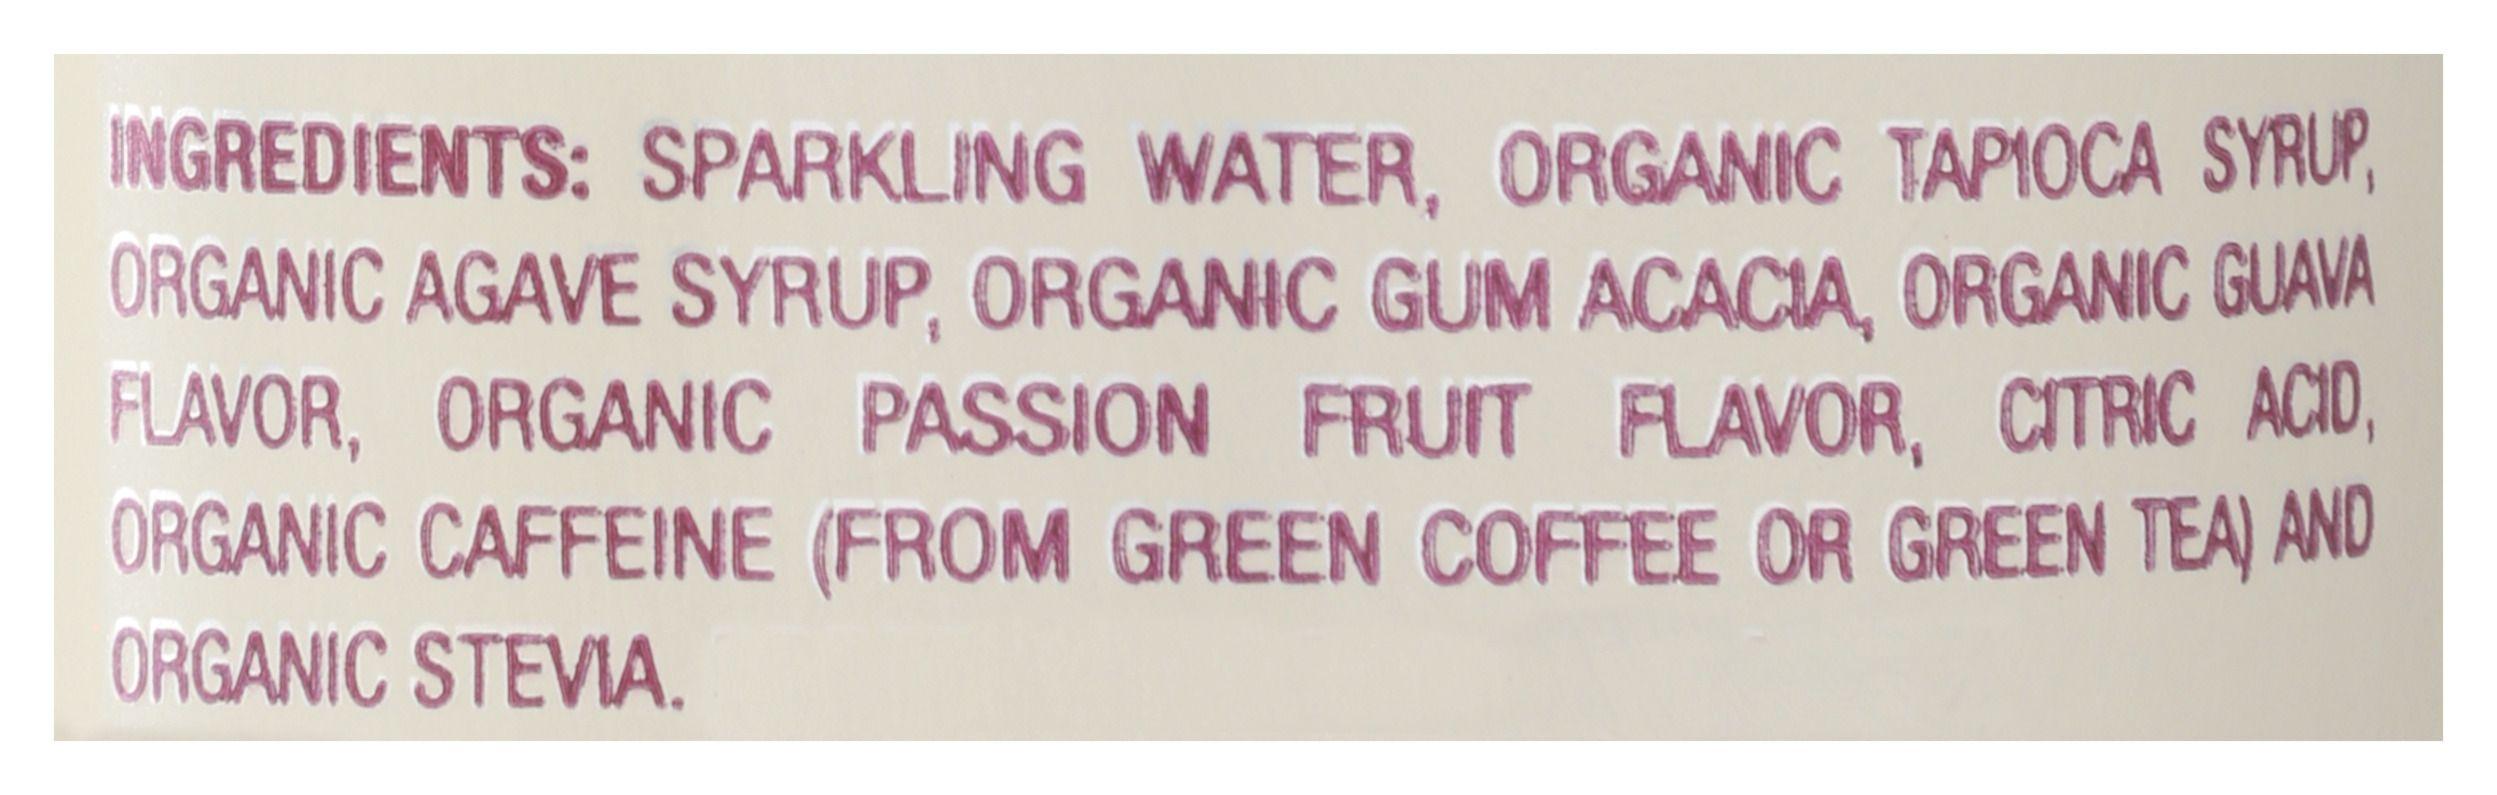 INGREDIENTS: SPARKLING WATER, ORGANIC TAPIOCA SYRUP,
ORGANIC AGAVE SYRUP, ORGANIC GUM ACACIA, ORGANIC GUAVA
FLAVOR, ORGANIC PASSION FRUIT FLAVOR, CITRIC ACID,
ORGANIC CAFFEINE (FROM GREEN COFFEE OR GREEN TEA) AND
ORGANIC STEVIA.